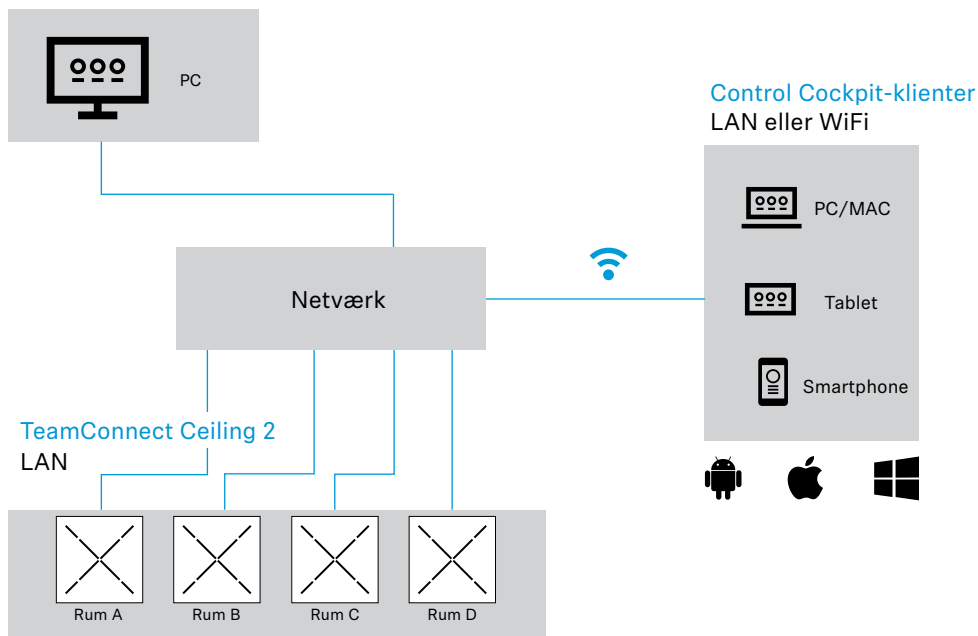 PC
Control Cockpit-klienter
LAN eller WiFi
PC/MAC
Tablet
Smartphone
Netværk
TeamConnect Ceiling 2
LAN
Rum A
Rum B
Rum C
Rum D